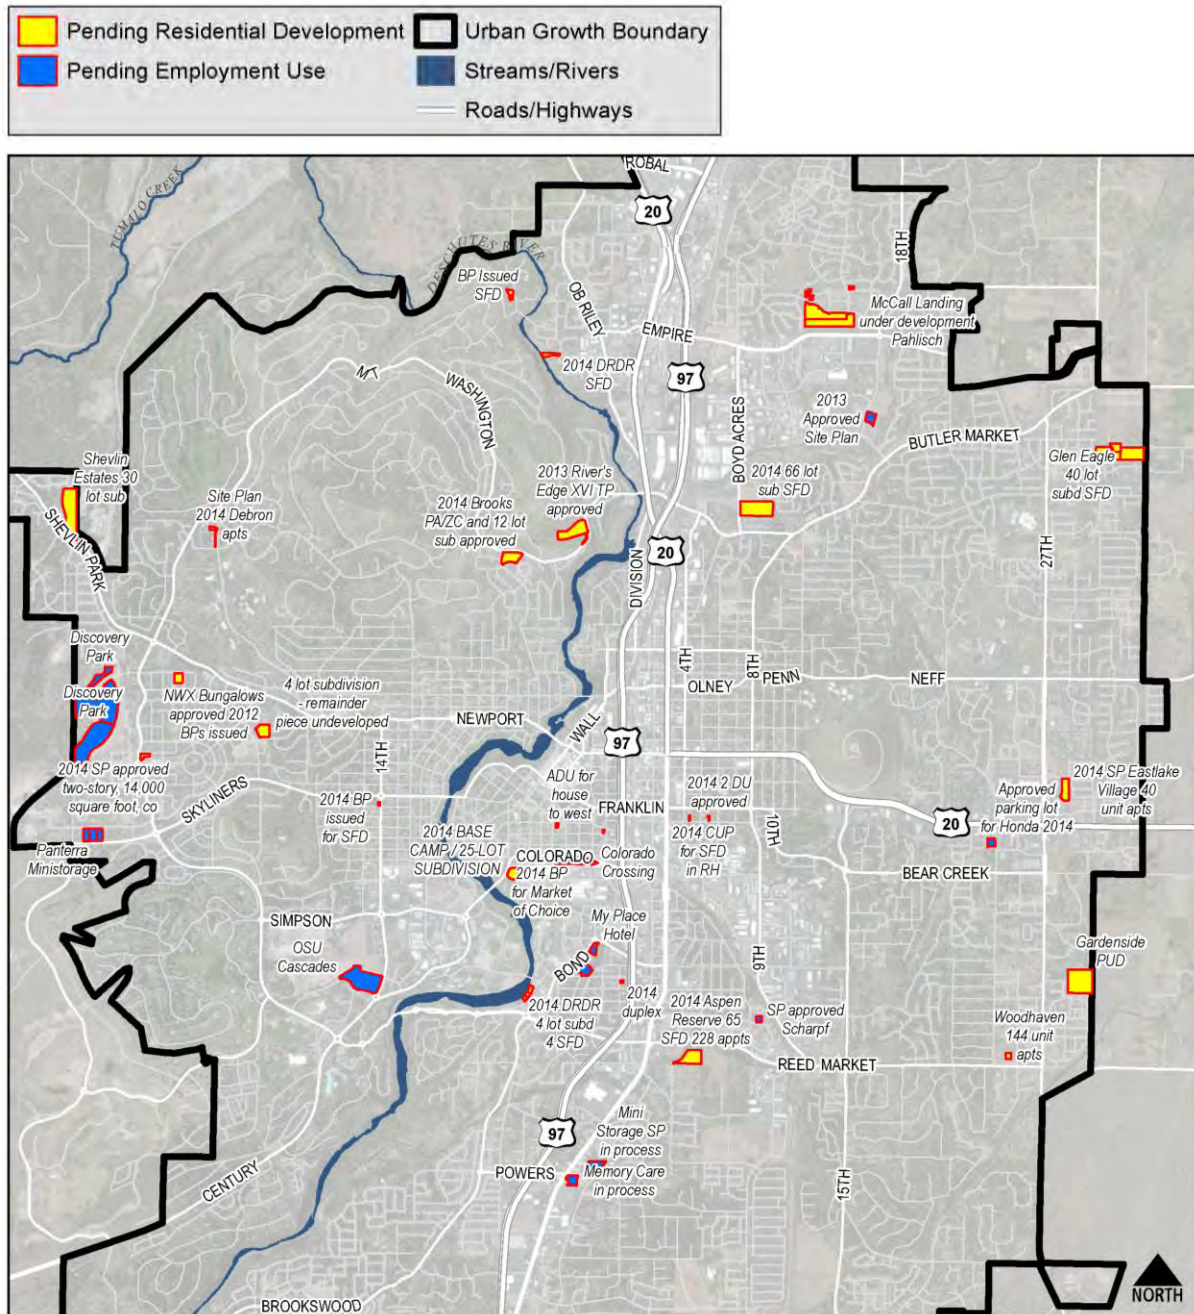 Pending Residential Development
Urban Growth Boundary
Pending Employment Use
Streams/Rivers
Roads/Highways
ROBAL
20
TUMALO CREEK
18TH
DESCHUTES RIVER
BP Issued
SFD
OB RILEY
EMPIRE
McCall Landing
under development
Pahlisch
2014 DRDR
SFD
97
MT
WASHINGTON
2013
Approved
Site Plan
BOYD ACRES
BUTLER MARKET
Shevlin
Estates 30
lot sub
Site Plan
2014 Debron
apts
2014 Brooks
PA/ZC and 12 lot
sub approved
2013 River's
Edge XVI TP
approved
2014 66 lot
sub SFD
Glen Eagle
40 lot
subd SFD
SHEVLIN PARK
20
DIVISION
27TH
Discovery
Park
Discovery
Park
NWX Bungalows
approved 2012
BPs issued
4 lot subdivision
- remainder
piece undeveloped
4TH
8TH
OLNEY
PENN
NEFF
NEWPORT
WALL
97
14TH
2014 SP approved
two-story, 14,000
square foot, co
SKYLINERS
2014 BP
issued
for SFD
ADU for
house
to west
FRANKLIN
2014 2 DU
approved
10TH
20
Approved
parking lot
for Honda 2014
2014 SP Eastlake
Village 40
unit apts
Panterra
Ministorage
2014 BASE
CAMP / 25-LOT
SUBDIVISION
COLORADO
2014 BP
for Market
of Choice
Colorado
Crossing
2014 CUP
for SFD
in RH
BEAR CREEK
SIMPSON
My Place
Hotel
OSU
Cascades
BOND
9TH
Gardenside
PUD
2014 DRDR
4 lot subd
4 SFD
2014
duplex
2014 Aspen
Reserve 65
SFD 228 appts
SP approved
Scharpf
Woodhaven
144 unit
apts
REED MARKET
97
Mini
Storage SP
in process
POWERS
Memory Care
in process
CENTURY
15TH
BROOKSWOOD
NORTH